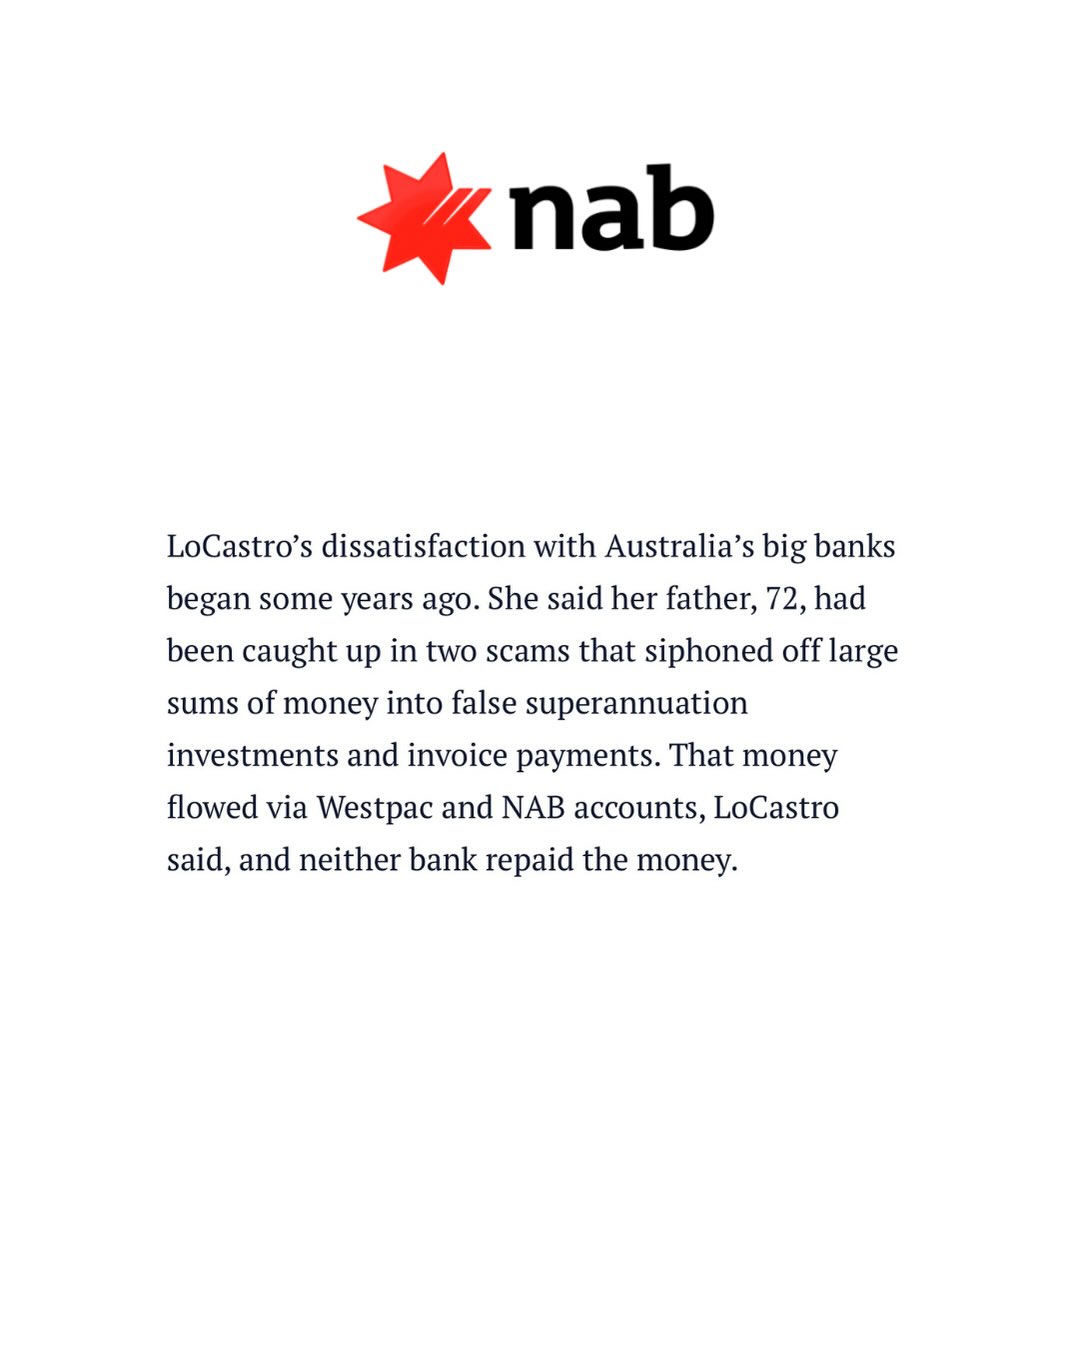 nab
LoCastro’s dissatisfaction with Australia’s big banks
began some years ago. She said her father, 72, had
been caught up in two scams that siphoned off large
sums of money into false superannuation
investments and invoice payments. That money
flowed via Westpac and NAB accounts, LoCastro
said, and neither bank repaid the money.